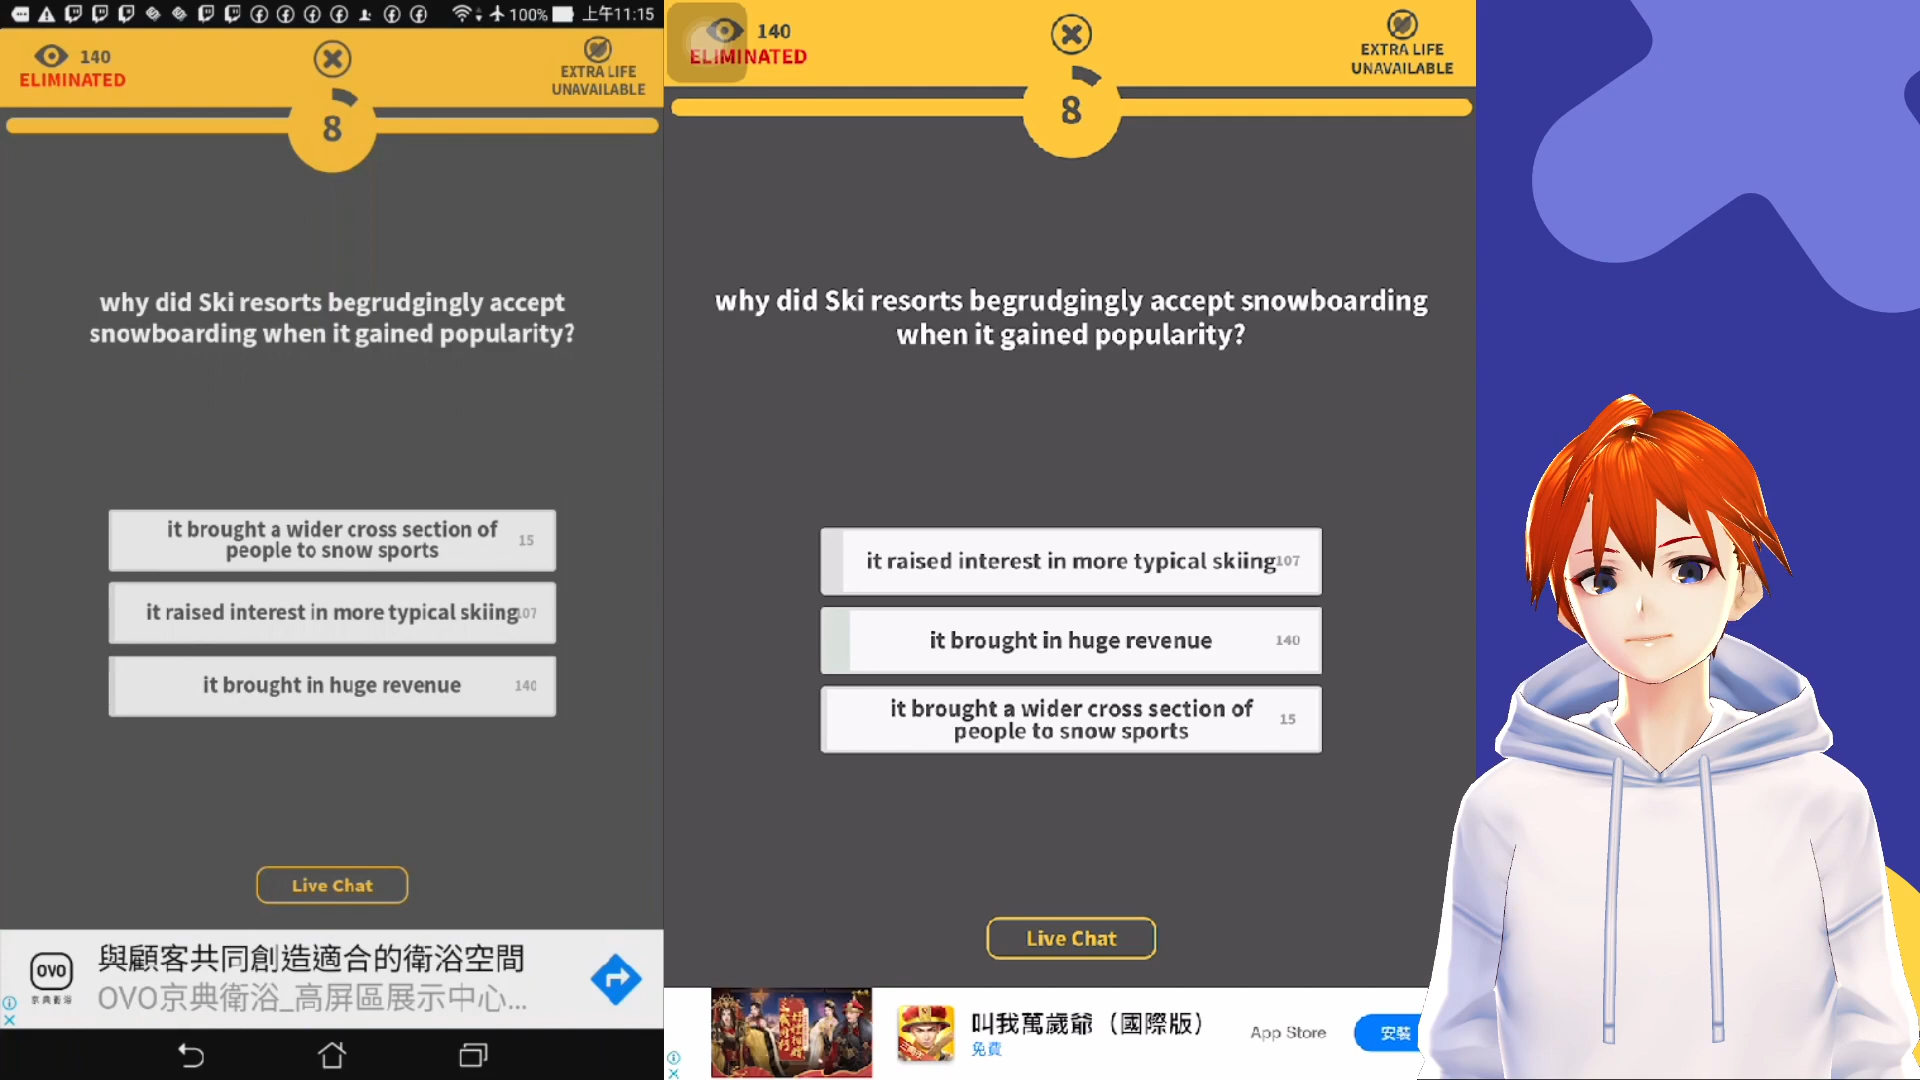 100% 上午11:15
140
ELIMINATED
EXTRA LIFE
UNAVAILABLE
8
why did Ski resorts begrudgingly accept
snowboarding when it gained popularity?
it brought a wider cross section of
people to snow sports
15
it raised interest in more typical skiing
107
it brought in huge revenue
140
Live Chat
OVO
京典衛浴
與顧客共同創造適合的衛浴空間
OVO京典衛浴_高屏區展示中心...
140
ELIMINATED
EXTRA LIFE
UNAVAILABLE
8
why did Ski resorts begrudgingly accept snowboarding
when it gained popularity?
it raised interest in more typical skiing
107
it brought in huge revenue
140
it brought a wider cross section of
people to snow sports
15
Live Chat
叫我萬歲爺（國際版）
免費
App Store
安裝